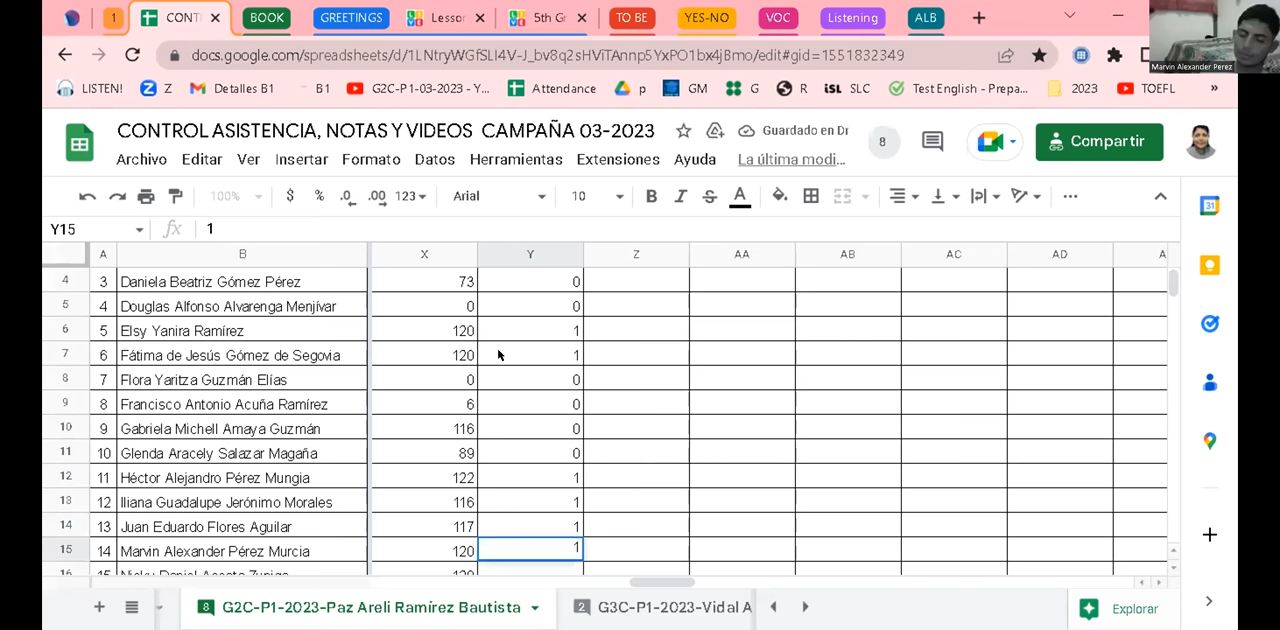 1 CONT BOOK GREETINGS Lesso 5th Gr TO BE YES-NO VOC Listening ALB
docs.google.com/spreadsheets/d/1LNtryWGfSLI4V-J_bv8q2sHViTAnnp5YxPO1bx4j8mo/edit#gid=1551832349
Marvin Alexander Perez
LISTEN! Z Detalles B1 B1 G2C-P1-03-2023 - Y... Attendance p GM G R SLC Test English - Prepa... 2023 TOEFL »
CONTROL ASISTENCIA, NOTAS Y VIDEOS CAMPAÑA 03-2023 Guardado en Dr
8 Compartir
Archivo Editar Ver Insertar Formato Datos Herramientas Extensiones Ayuda La última modi...
100% $ % .0 .00 123 Arial 10 B I S A
Y15 fx 1
A B X Y Z AA AB AC AD A
4 3 Daniela Beatriz Gómez Pérez 73 0
5 4 Douglas Alfonso Alvarenga Menjívar 0 0
6 5 Elsy Yanira Ramírez 120 1
7 6 Fátima de Jesús Gómez de Segovia 120 1
8 7 Flora Yaritza Guzmán Elías 0 0
9 8 Francisco Antonio Acuña Ramírez 6 0
10 9 Gabriela Michell Amaya Guzmán 116 0
11 10 Glenda Aracely Salazar Magaña 89 0
12 11 Héctor Alejandro Pérez Mungia 122 1
13 12 Iliana Guadalupe Jerónimo Morales 116 1
14 13 Juan Eduardo Flores Aguilar 117 1
15 14 Marvin Alexander Pérez Murcia 120 1
8 G2C-P1-2023-Paz Areli Ramírez Bautista 2 G3C-P1-2023-Vidal A Explorar